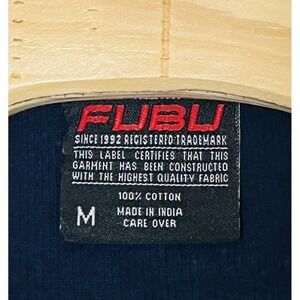 FUBU
SINCE 1992 REGISTERED TRADEMARK
THIS LABEL CERTIFIES THAT THIS
GARMENT HAS BEEN CONSTRUCTED
WITH THE HIGHEST QUALITY FABRIC
100% COTTON
M
MADE IN INDIA
CARE OVER